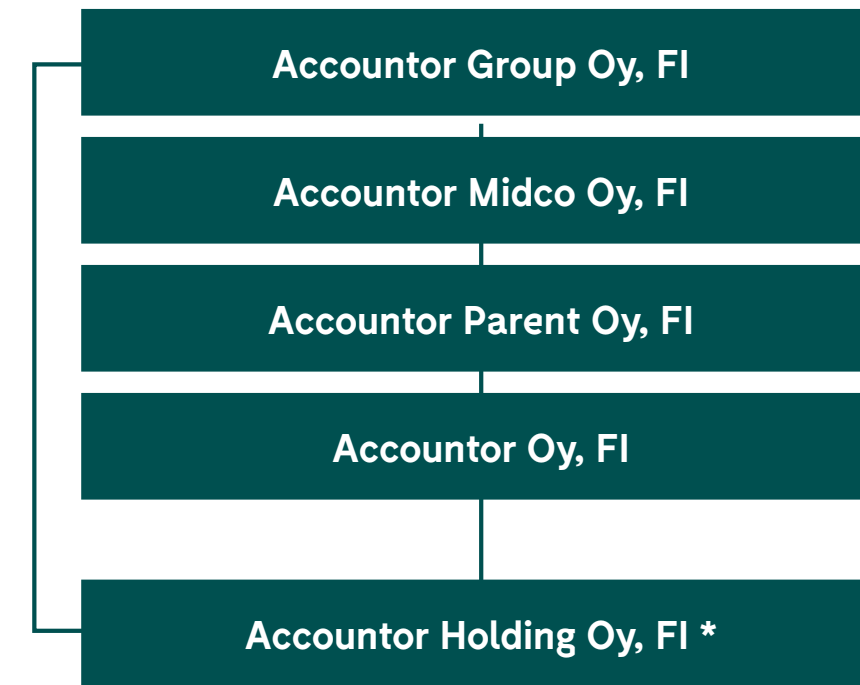 Accountor Group Oy, FI
Accountor Midco Oy, FI
Accountor Parent Oy, FI
Accountor Oy, FI
Accountor Holding Oy, FI *